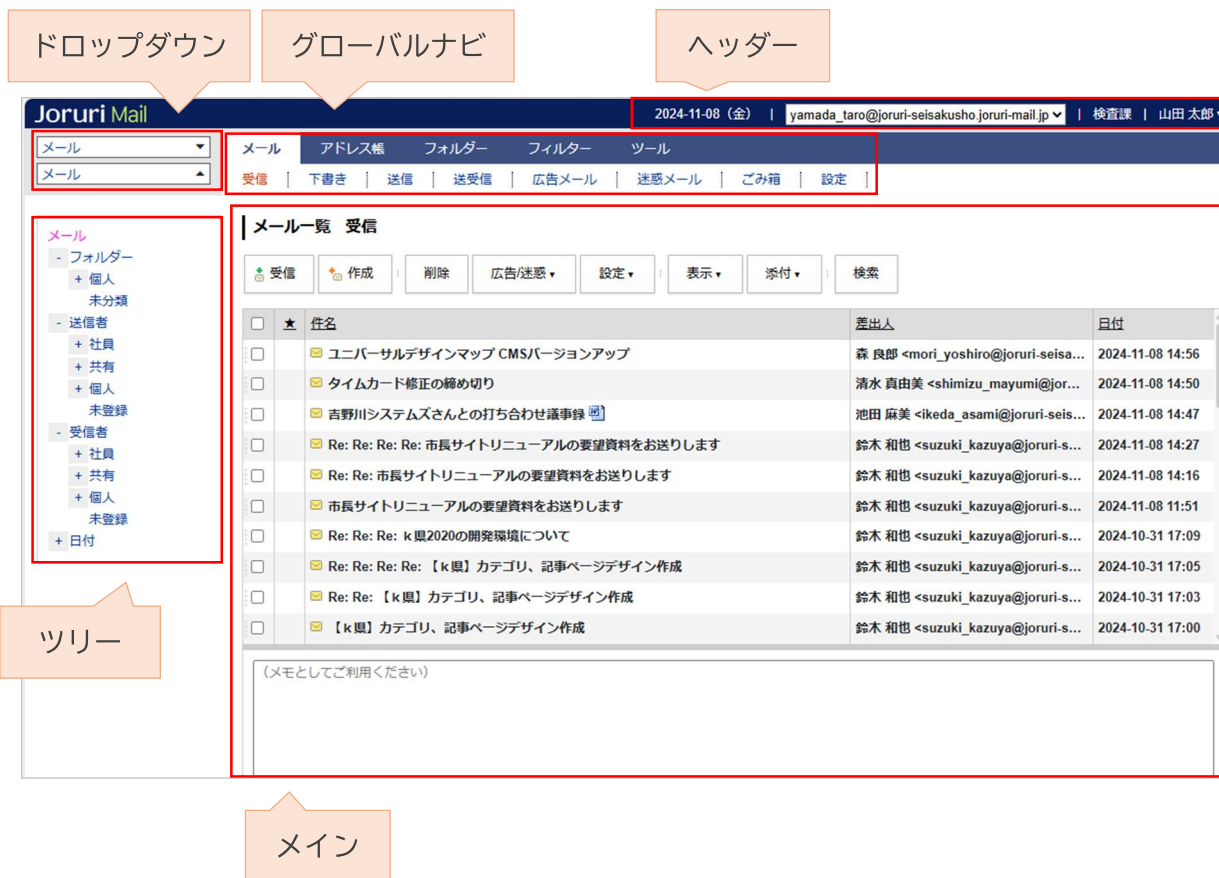 ドロップダウン
グローバルナビ
ヘッダー
Joruri Mail
2024-11-08（金） | yamada_taro@joruri-seisakusho.joruri-mail.jp | 検査課 | 山田 太郎
メール
メール
メール アドレス帳 フォルダー フィルター ツール
受信 下書き 送信 送受信 広告メール 迷惑メール ごみ箱 設定
メール
- フォルダー
+ 個人
未分類
- 送信者
+ 社員
+ 共有
+ 個人
未登録
- 受信者
+ 社員
+ 共有
+ 個人
未登録
+ 日付
メール一覧 受信
受信 作成 削除 広告/迷惑▼ 設定▼ 表示▼ 添付▼ 検索
★ 件名 差出人 日付
ユニバーサルデザインマップ CMSバージョンアップ 森 良郎 <mori_yoshiro@joruri-seisa... 2024-11-08 14:56
タイムカード修正の締め切り 清水 真由美 <shimizu_mayumi@jor... 2024-11-08 14:50
吉野川システムズさんとの打ち合わせ議事録 池田 麻美 <ikeda_asami@joruri-seis... 2024-11-08 14:47
Re: Re: Re: Re: 市長サイトリニューアルの要望資料をお送りします 鈴木 和也 <suzuki_kazuya@joruri-s... 2024-11-08 14:27
Re: Re: 市長サイトリニューアルの要望資料をお送りします 鈴木 和也 <suzuki_kazuya@joruri-s... 2024-11-08 14:16
市長サイトリニューアルの要望資料をお送りします 鈴木 和也 <suzuki_kazuya@joruri-s... 2024-11-08 11:51
Re: Re: Re: ｋ県2020の開発環境について 鈴木 和也 <suzuki_kazuya@joruri-s... 2024-10-31 17:09
Re: Re: Re: Re: 【ｋ県】カテゴリ、記事ページデザイン作成 鈴木 和也 <suzuki_kazuya@joruri-s... 2024-10-31 17:05
Re: Re: 【ｋ県】カテゴリ、記事ページデザイン作成 鈴木 和也 <suzuki_kazuya@joruri-s... 2024-10-31 17:03
【ｋ県】カテゴリ、記事ページデザイン作成 鈴木 和也 <suzuki_kazuya@joruri-s... 2024-10-31 17:00
（メモとしてご利用ください）
ツリー
メイン